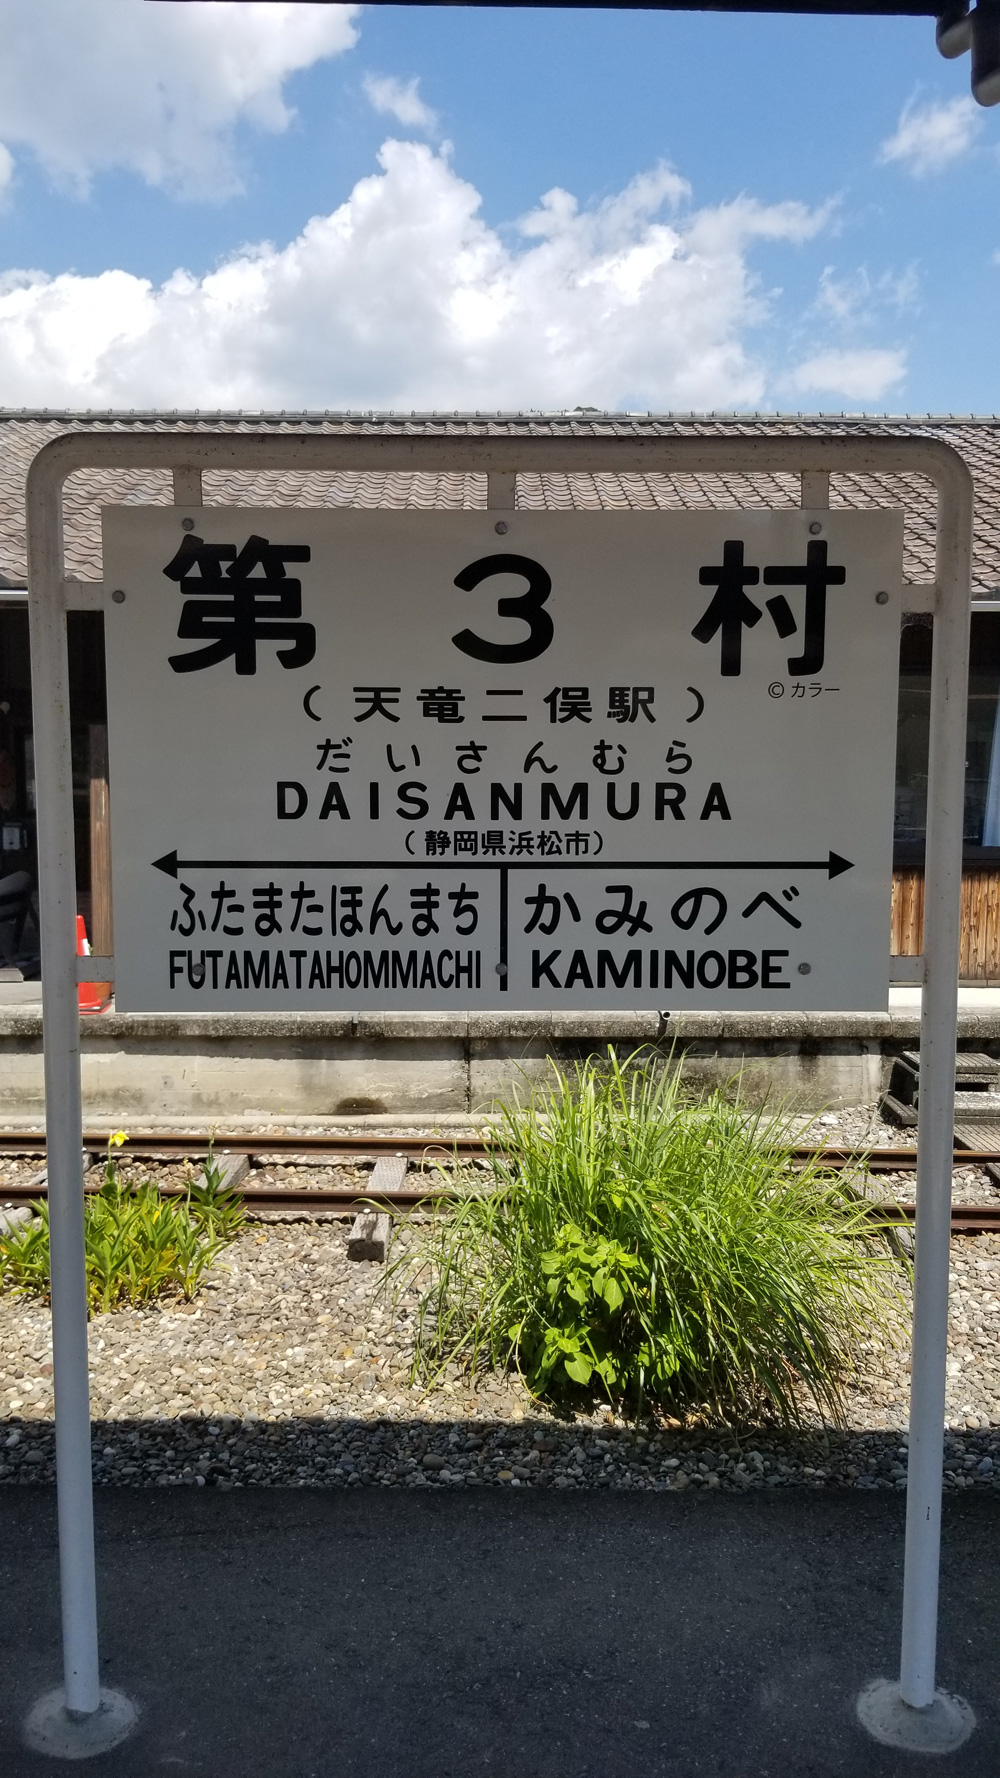 第3村
© カラー
(天竜二俣駅)
だいさんむら
DAISANMURA
(静岡県浜松市)
ふたまたほんまち かみのべ
FUTAMATAHOMMACHI KAMINOBE